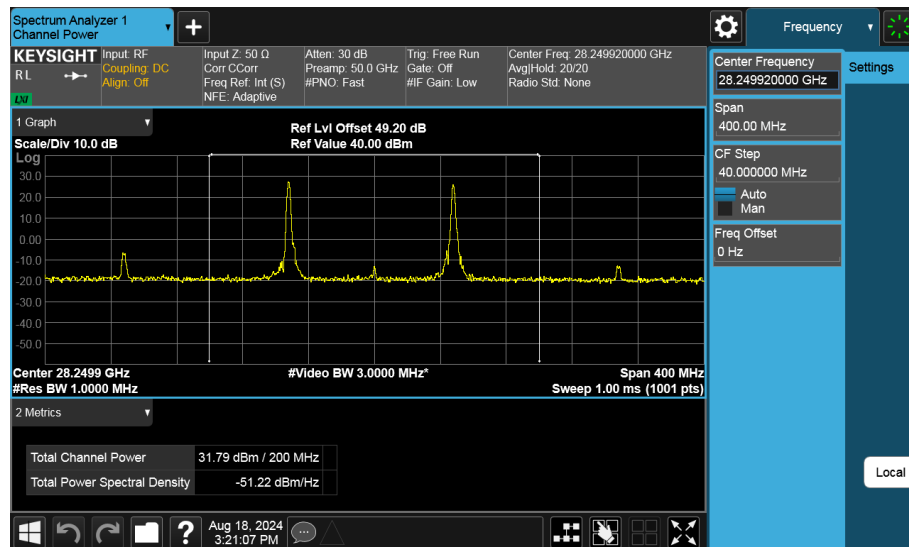 Spectrum Analyzer 1
Channel Power
Frequency
KEYSIGHT
RL
LXI
Input: RF
Coupling: DC
Align: Off
Input Z: 50 Ω
Corr CCorr
Freq Ref: Int (S)
NFE: Adaptive
Atten: 30 dB
Preamp: 50.0 GHz
#PNO: Fast
Trig: Free Run
Gate: Off
#IF Gain: Low
Center Freq: 28.249920000 GHz
Avg|Hold: 20/20
Radio Std: None
Center Frequency
28.249920000 GHz
Settings
Span
400.00 MHz
CF Step
40.000000 MHz
Auto
Man
Freq Offset
0 Hz
Local
1 Graph
Scale/Div 10.0 dB
Ref Lvl Offset 49.20 dB
Ref Value 40.00 dBm
Log
30.0
20.0
10.0
0.00
-10.0
-20.0
-30.0
-40.0
-50.0
Center 28.2499 GHz
#Video BW 3.0000 MHz*
Span 400 MHz
#Res BW 1.0000 MHz
Sweep 1.00 ms (1001 pts)
2 Metrics
Total Channel Power 31.79 dBm / 200 MHz
Total Power Spectral Density -51.22 dBm/Hz
Aug 18, 2024
3:21:07 PM